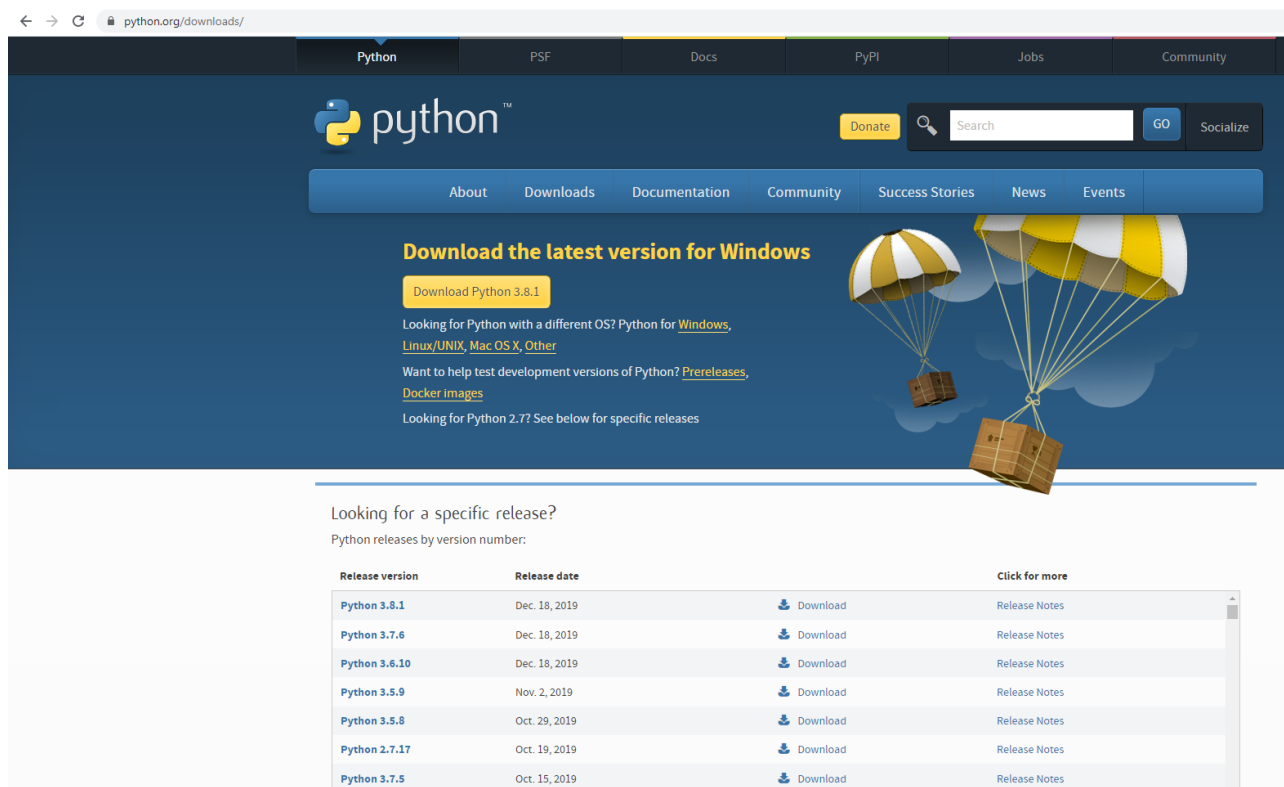 python.org/downloads/
Python PSF Docs PyPI Jobs Community
python™
Donate Search GO Socialize
About Downloads Documentation Community Success Stories News Events
Download the latest version for Windows
Download Python 3.8.1
Looking for Python with a different OS? Python for Windows,
Linux/UNIX, Mac OS X, Other
Want to help test development versions of Python? Prereleases,
Docker images
Looking for Python 2.7? See below for specific releases
Looking for a specific release?
Python releases by version number:
Release version Release date Click for more
Python 3.8.1 Dec. 18, 2019 Download Release Notes
Python 3.7.6 Dec. 18, 2019 Download Release Notes
Python 3.6.10 Dec. 18, 2019 Download Release Notes
Python 3.5.9 Nov. 2, 2019 Download Release Notes
Python 3.5.8 Oct. 29, 2019 Download Release Notes
Python 2.7.17 Oct. 19, 2019 Download Release Notes
Python 3.7.5 Oct. 15, 2019 Download Release Notes